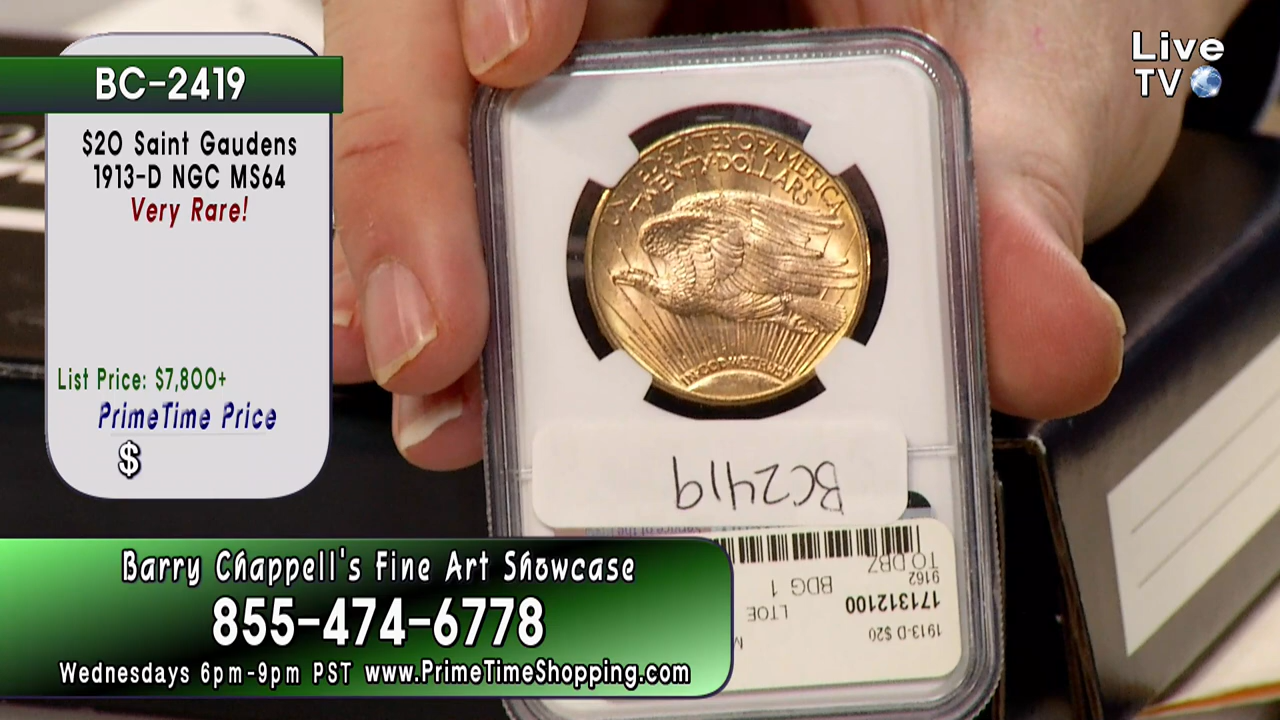 Live
TV
BC-2419
$20 Saint Gaudens
1913-D NGC MS64
Very Rare!
List Price: $7,800+
PrimeTime Price
$
UNITED·STATES·OF·AMERICA
TWENTY DOLLARS
IN GOD WE TRUST
BC2419
1913-D $20
171312100
LTOE
BDG 1
9162
TO DBZ
Barry Chappell's Fine Art Showcase
855-474-6778
Wednesdays 6pm-9pm PST www.PrimeTimeShopping.com